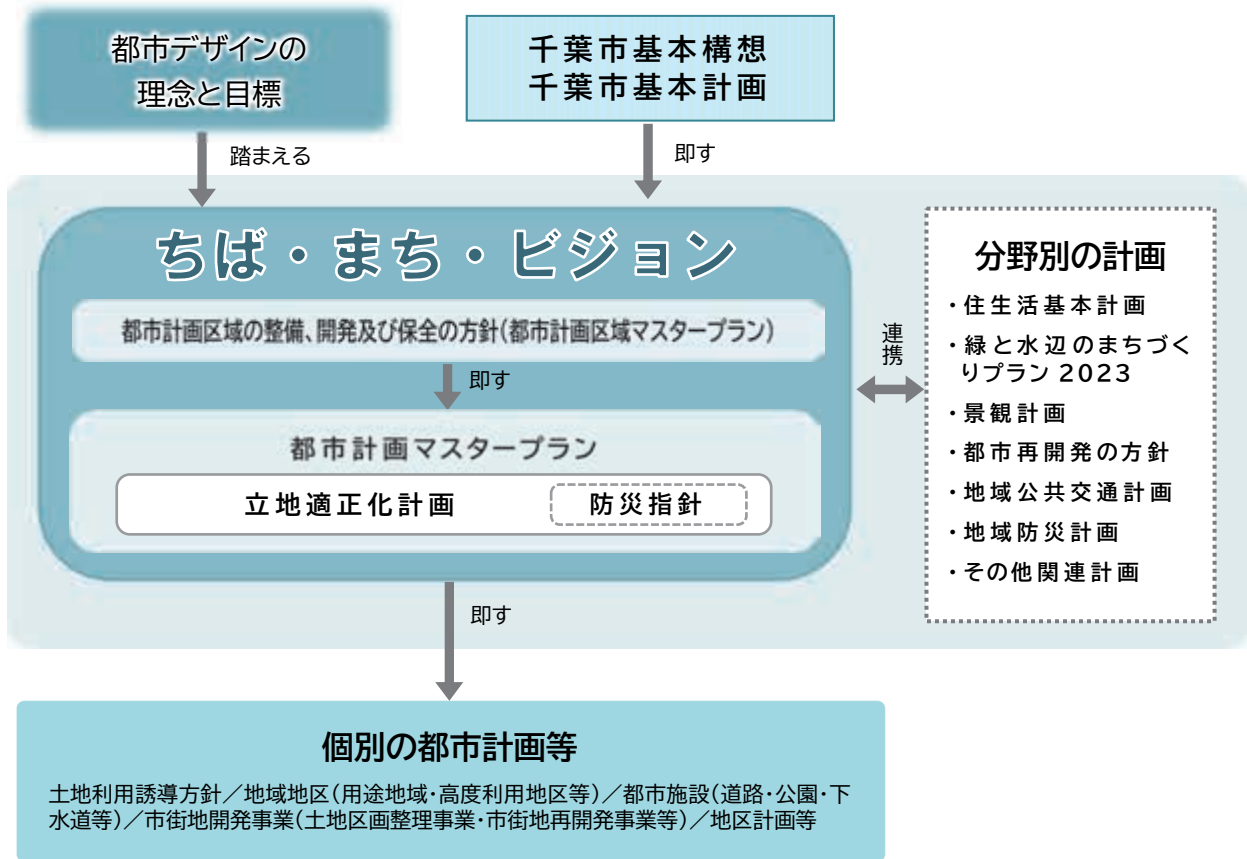 都市デザインの
理念と目標
千葉市基本構想
千葉市基本計画
踏まえる
即す
ちば・まち・ビジョン
都市計画区域の整備、開発及び保全の方針(都市計画区域マスタープラン)
即す
都市計画マスタープラン
立地適正化計画
防災指針
連携
分野別の計画
・住生活基本計画
・緑と水辺のまちづく
りプラン 2023
・景観計画
・都市再開発の方針
・地域公共交通計画
・地域防災計画
・その他関連計画
即す
個別の都市計画等
土地利用誘導方針／地域地区(用途地域・高度利用地区等)／都市施設(道路・公園・下
水道等)／市街地開発事業(土地区画整理事業・市街地再開発事業等)／地区計画等